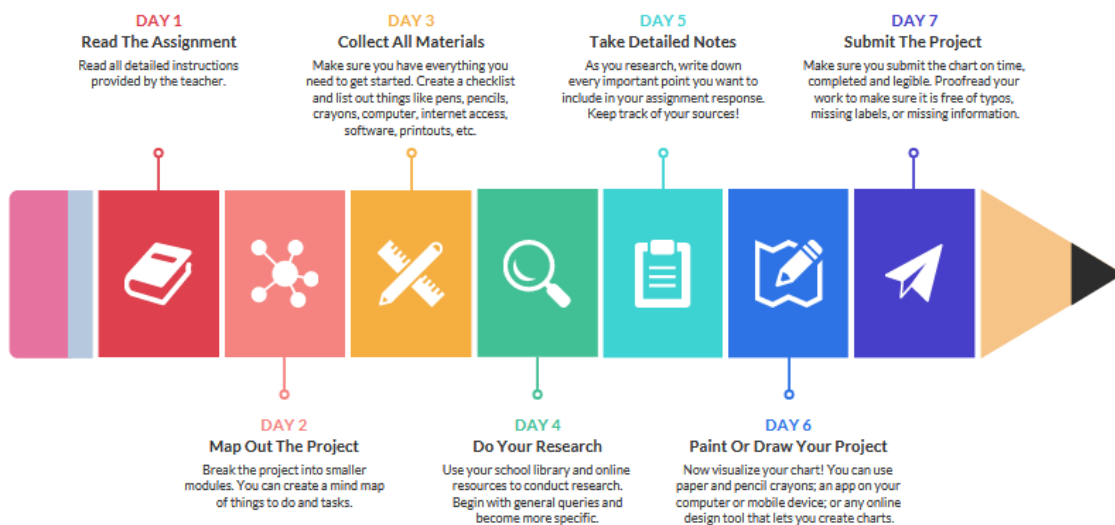 DAY 1
Read The Assignment
Read all detailed instructions
provided by the teacher.
DAY 2
Map Out The Project
Break the project into smaller
modules. You can create a mind map
of things to do and tasks.
DAY 3
Collect All Materials
Make sure you have everything you
need to get started. Create a checklist
and list out things like pens, pencils,
crayons, computer, internet access,
software, printouts, etc.
DAY 4
Do Your Research
Use your school library and online
resources to conduct research.
Begin with general queries and
become more specific.
DAY 5
Take Detailed Notes
As you research, write down
every important point you want to
include in your assignment response.
Keep track of your sources!
DAY 6
Paint Or Draw Your Project
Now visualize your chart! You can use
paper and pencil crayons; an app on your
computer or mobile device; or any online
design tool that lets you create charts.
DAY 7
Submit The Project
Make sure you submit the chart on time,
completed and legible. Proofread your
work to make sure it is free of typos,
missing labels, or missing information.